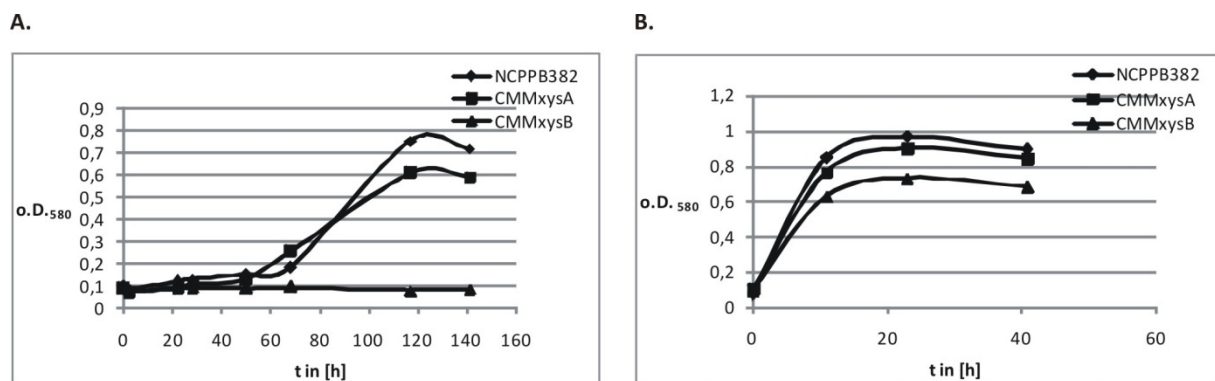 A.
NCPPB382
CMMxysA
CMMxysB
0,9
0,8
0,7
0,6
0,5
0,4
0,3
0,2
0,1
0
o.D.580
0 20 40 60 80 100 120 140 160
t in [h]
B.
NCPPB382
CMMxysA
CMMxysB
1,2
1
0,8
0,6
0,4
0,2
0
o.D.580
0 20 40 60
t in [h]